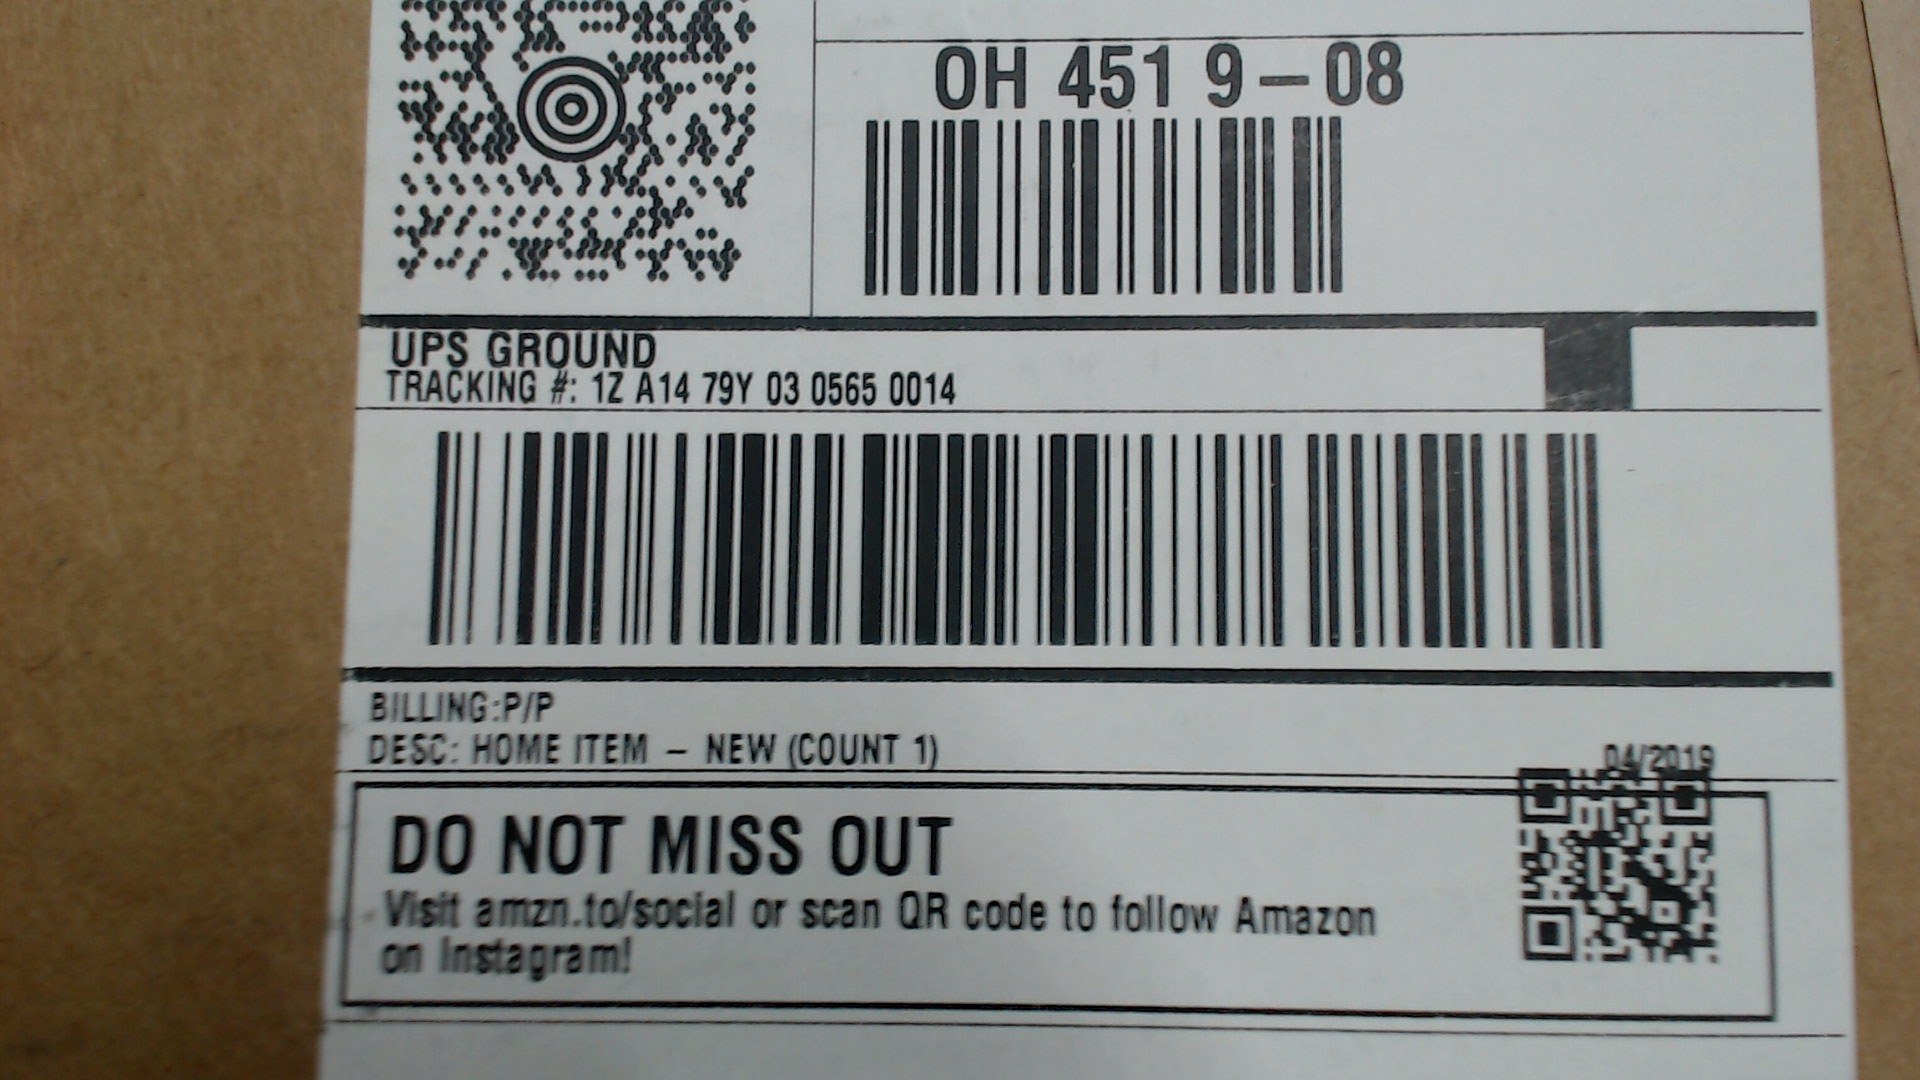 OH 451 9-08
UPS GROUND
TRACKING #: 1Z A14 79Y 03 0565 0014
BILLING:P/P
DESC: HOME ITEM - NEW (COUNT 1)
04/2019
DO NOT MISS OUT
Visit amzn.to/social or scan QR code to follow Amazon
on Instagram!